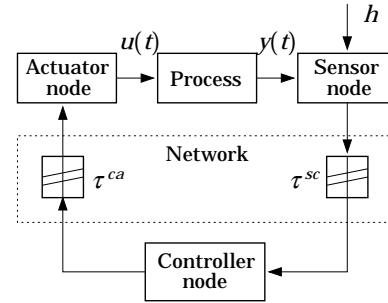 h
u(t)
y(t)
Actuator
node
Process
Sensor
node
Network
τ^{ca}
τ^{sc}
Controller
node